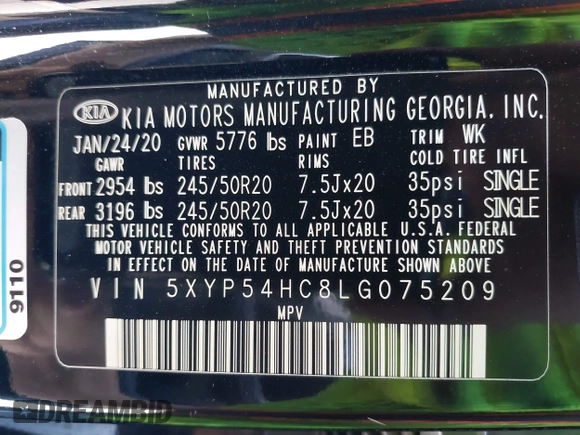 MANUFACTURED BY
KIA KIA MOTORS MANUFACTURING GEORGIA, INC.
JAN/24/20 GVWR 5776 lbs PAINT EB TRIM WK
GAWR TIRES RIMS COLD TIRE INFL
FRONT 2954 lbs 245/50R20 7.5Jx20 35psi SINGLE
REAR 3196 lbs 245/50R20 7.5Jx20 35psi SINGLE
THIS VEHICLE CONFORMS TO ALL APPLICABLE U.S.A. FEDERAL
MOTOR VEHICLE SAFETY AND THEFT PREVENTION STANDARDS
IN EFFECT ON THE DATE OF MANUFACTURE SHOWN ABOVE
VIN 5XYP54HC8LG075209
MPV
9110
DREAMBID